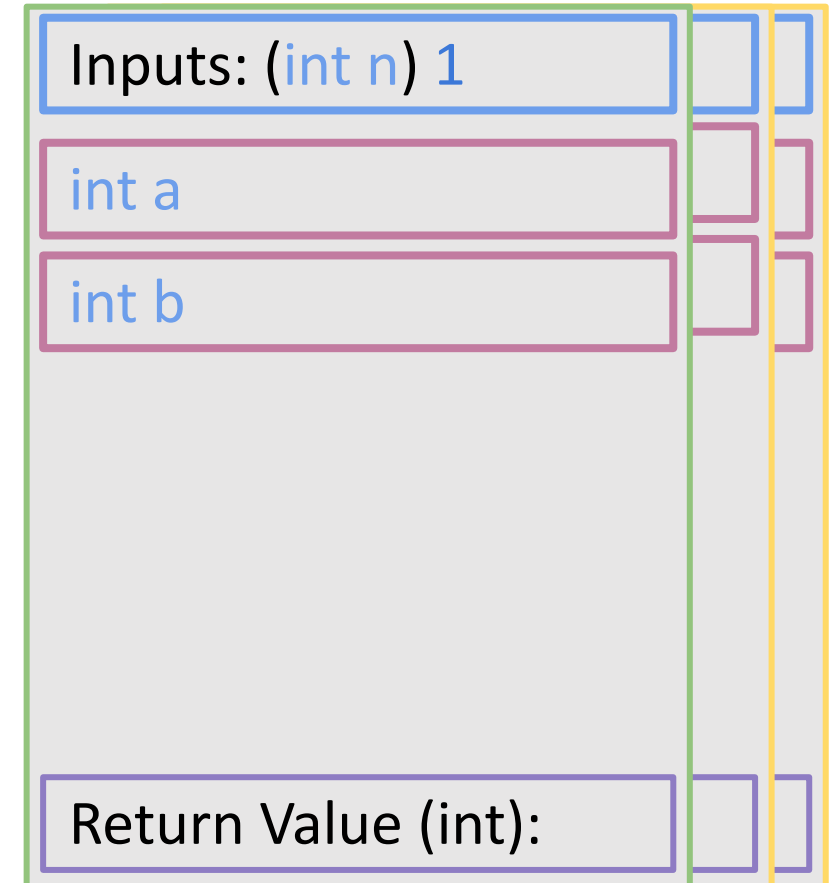 Inputs: (int n) 1
int a
int b
Return Value (int):